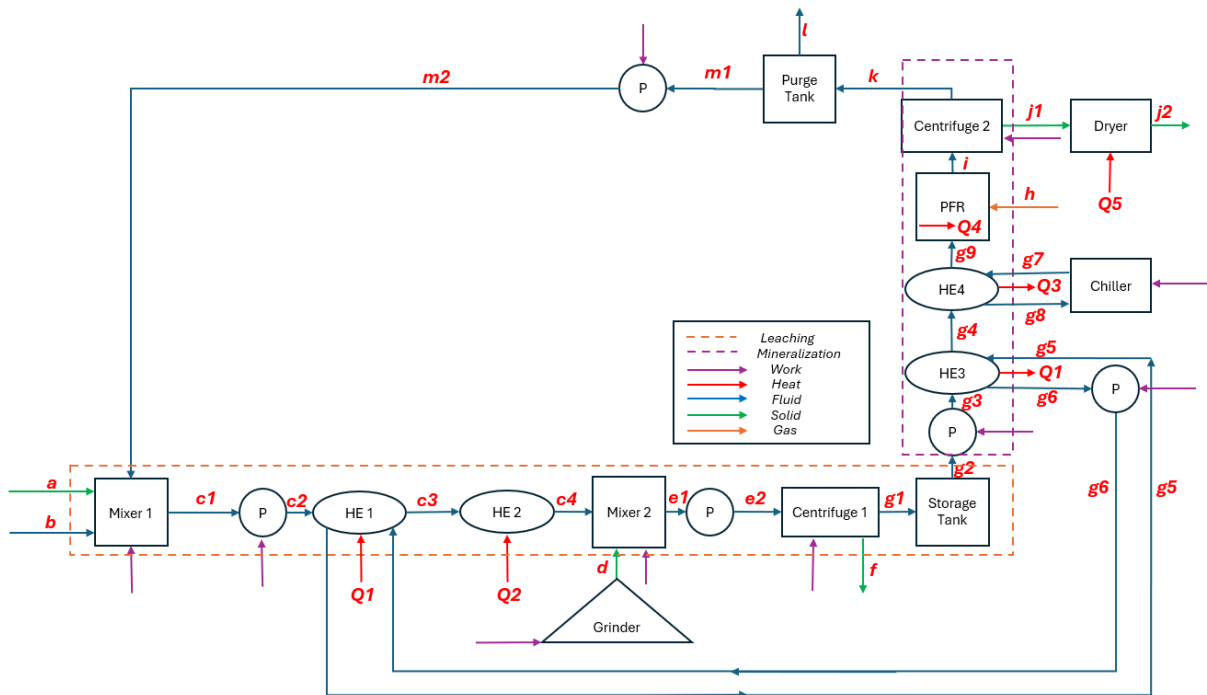 l
m2
m1
k
P
Purge
Tank
Centrifuge 2
j1
Dryer
j2
i
PFR
h
Q4
Q5
g9
g7
HE4
Q3
Chiller
g8
g4
Leaching
Mineralization
Work
Heat
Fluid
Solid
Gas
g5
HE3
Q1
g6
P
g3
P
g2
g6
g5
a
b
Mixer 1
c1
P
c2
HE 1
c3
HE 2
c4
Mixer 2
e1
P
e2
Centrifuge 1
g1
Storage
Tank
Q1
Q2
d
f
Grinder